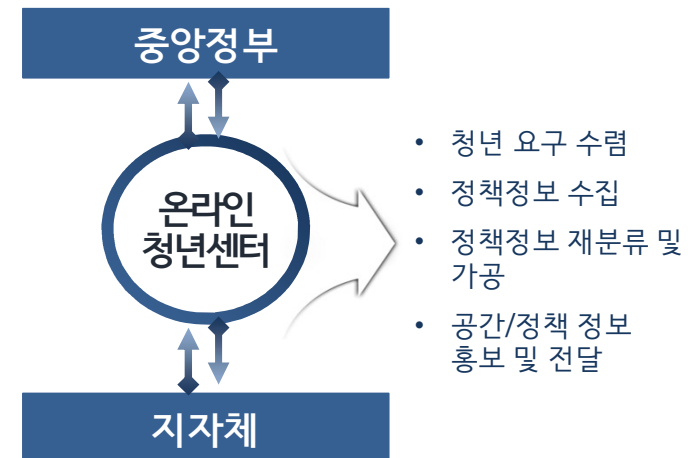 중앙정부
온라인
청년센터
• 청년 요구 수렴
• 정책정보 수집
• 정책정보 재분류 및
가공
• 공간/정책 정보
홍보 및 전달
지자체